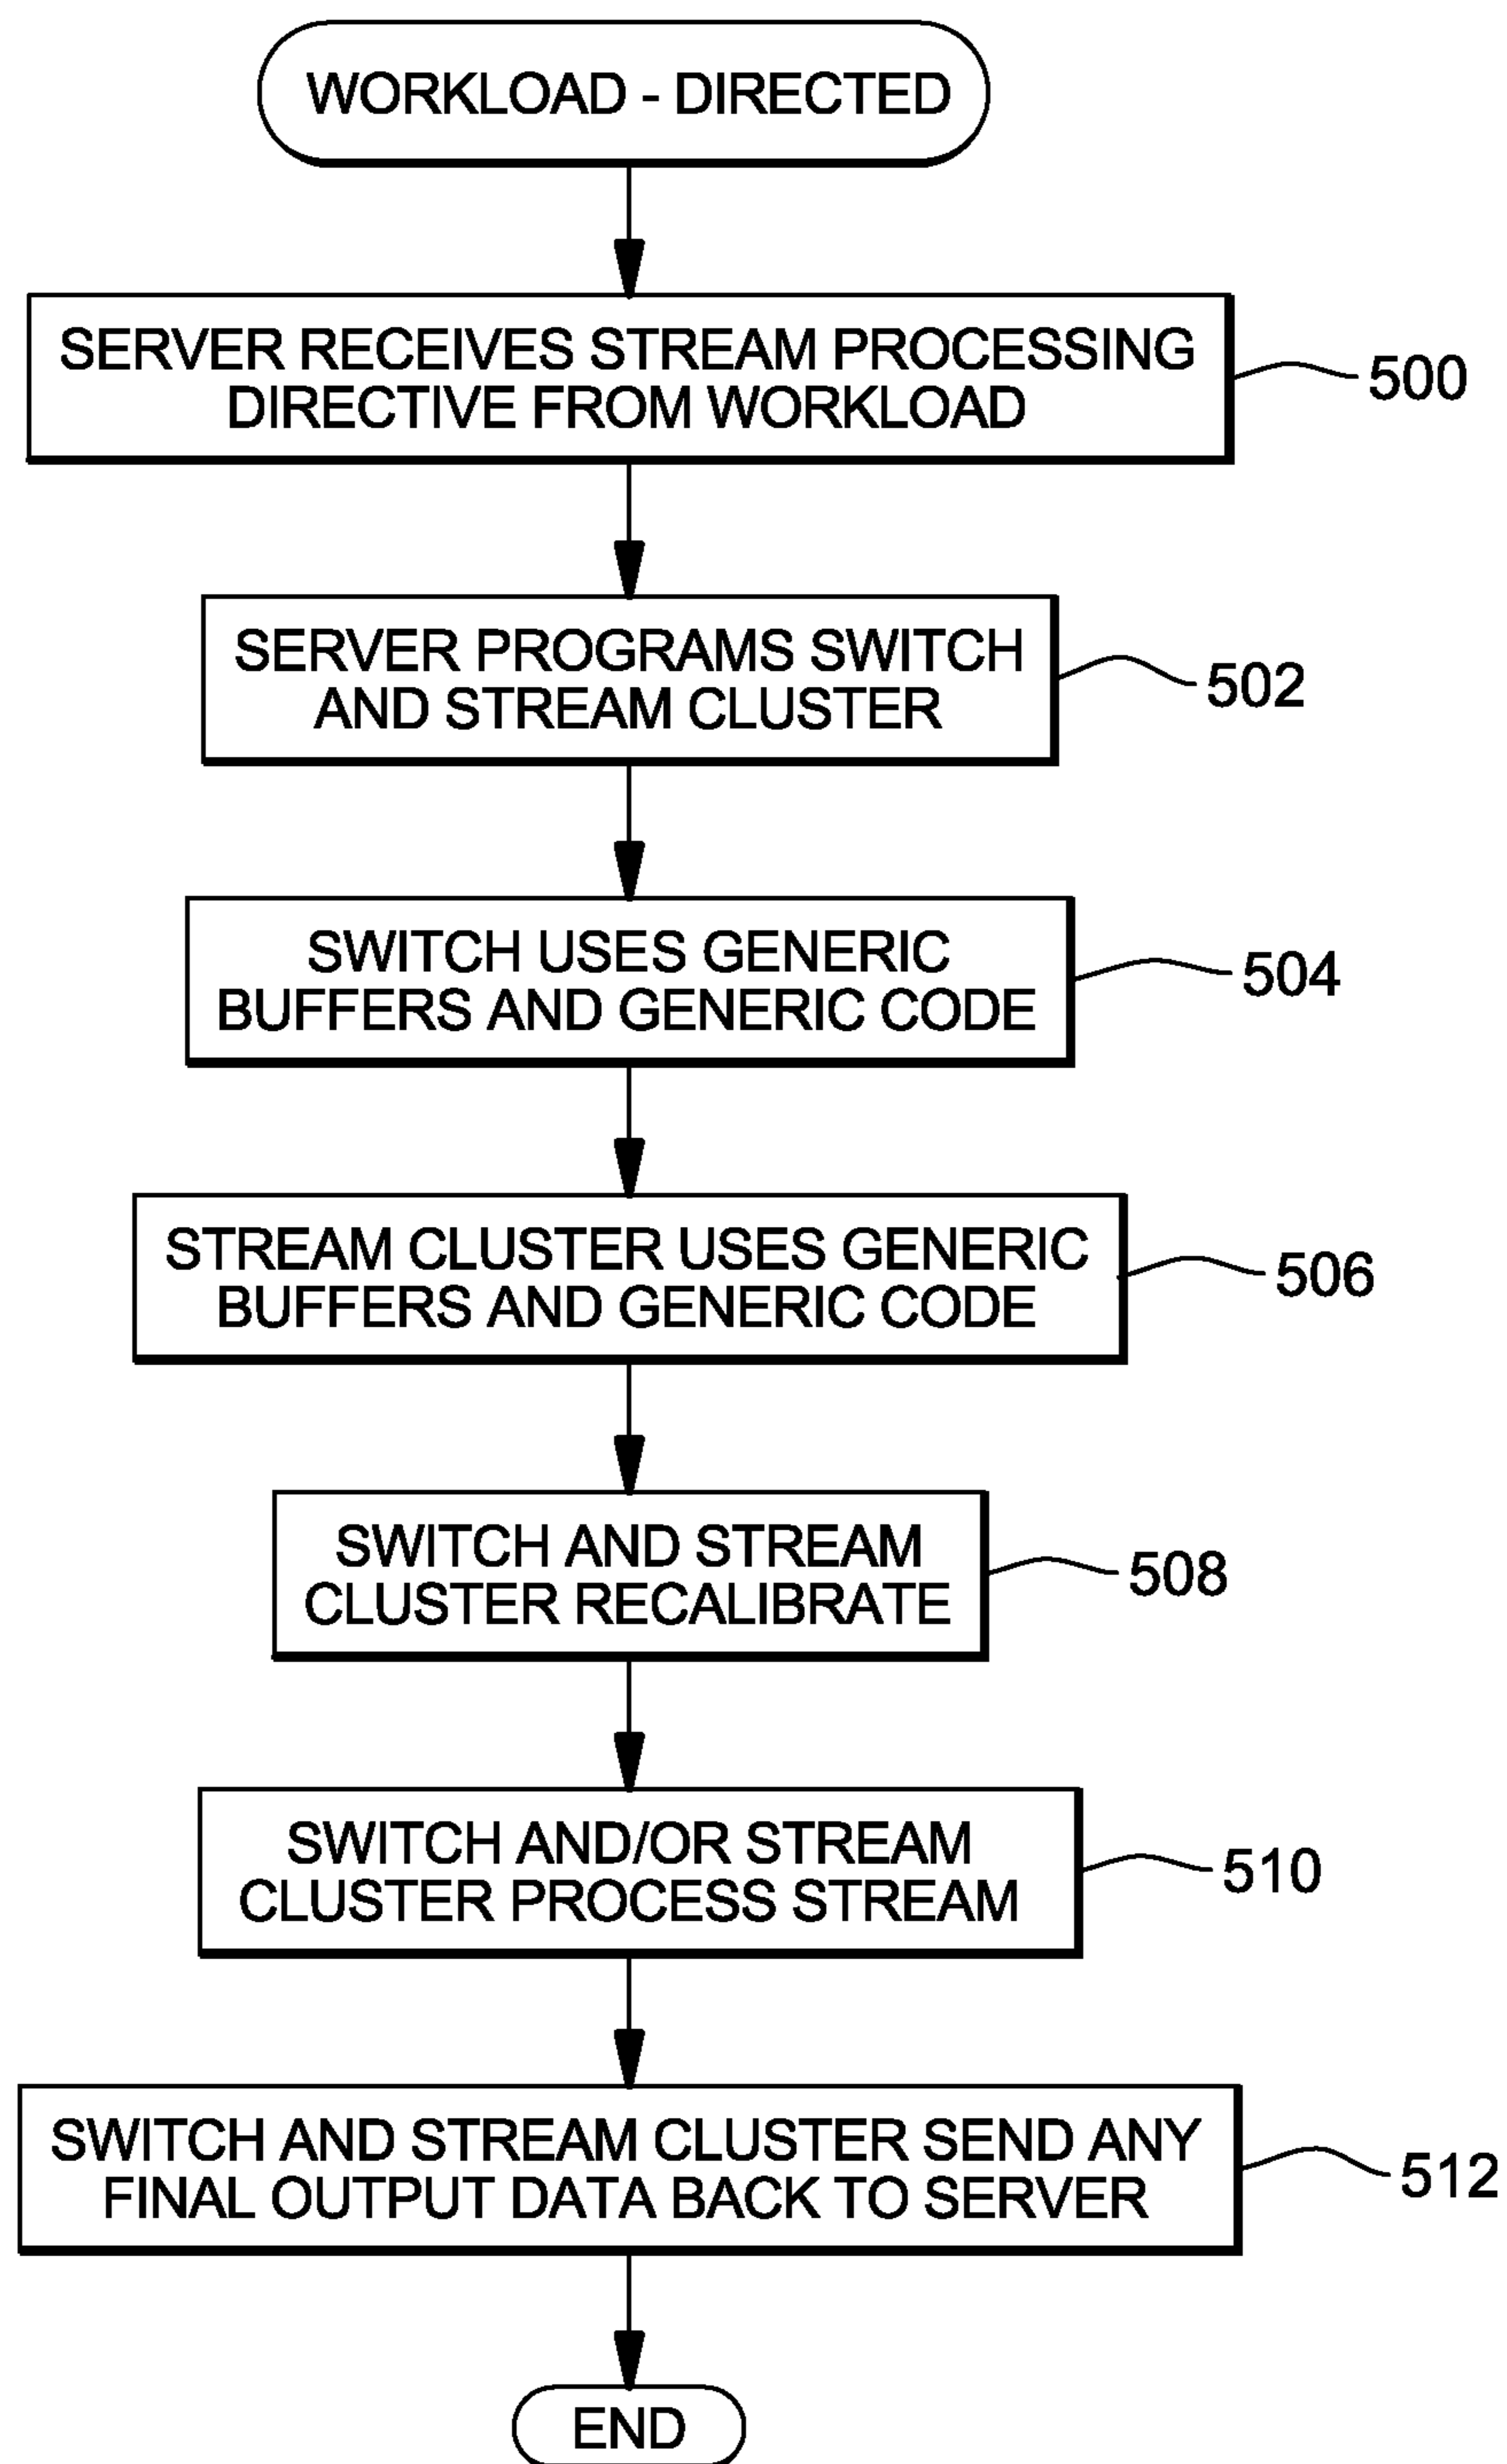 WORKLOAD - DIRECTED
SERVER RECEIVES STREAM PROCESSING
DIRECTIVE FROM WORKLOAD
500
SERVER PROGRAMS SWITCH
AND STREAM CLUSTER
502
SWITCH USES GENERIC
BUFFERS AND GENERIC CODE
504
STREAM CLUSTER USES GENERIC
BUFFERS AND GENERIC CODE
506
SWITCH AND STREAM
CLUSTER RECALIBRATE
508
SWITCH AND/OR STREAM
CLUSTER PROCESS STREAM
510
SWITCH AND STREAM CLUSTER SEND ANY
FINAL OUTPUT DATA BACK TO SERVER
512
END